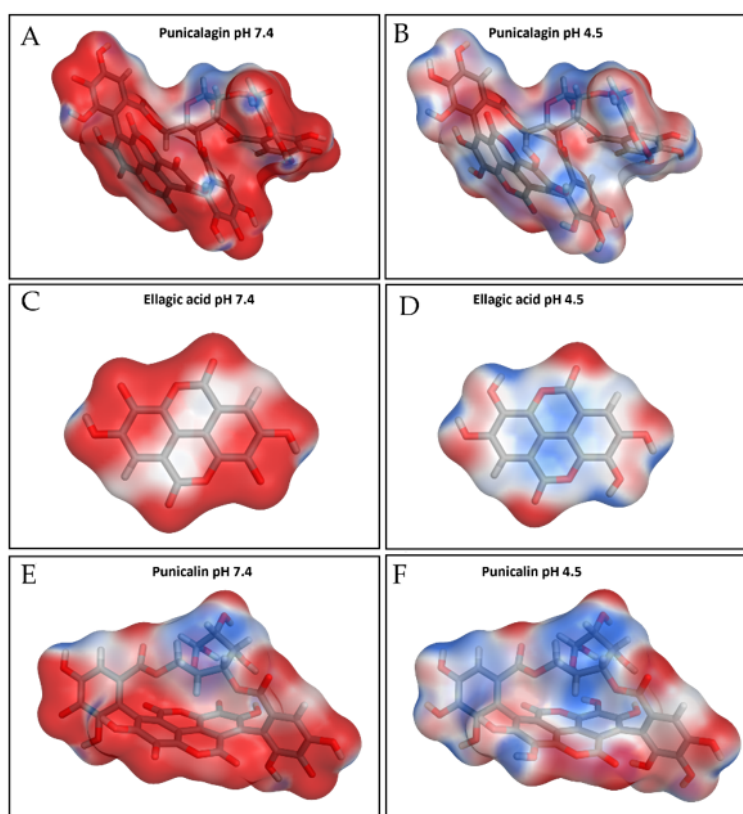 A
Punicalagin pH 7.4
B
Punicalagin pH 4.5
C
Ellagic acid pH 7.4
D
Ellagic acid pH 4.5
E
Punicalin pH 7.4
F
Punicalin pH 4.5